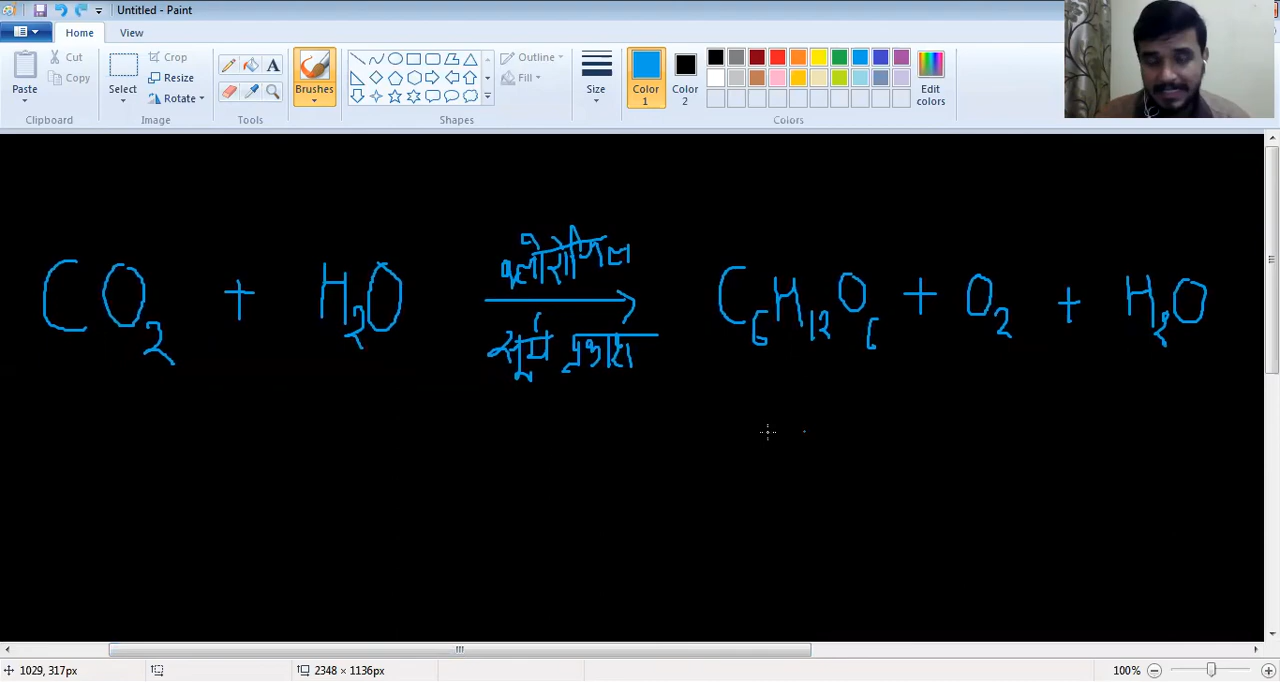 Untitled - Paint
Home View
Paste
Cut
Copy
Clipboard
Select
Crop
Resize
Rotate
Image
Tools
Brushes
Outline
Fill
Shapes
Size
Color 1
Color 2
Edit colors
Colors
क्लोरोफिल
CO2 + H2O → C6H12O6 + O2 + H2O
सूर्य प्रकाश
1029, 317px
2348 × 1136px
100%